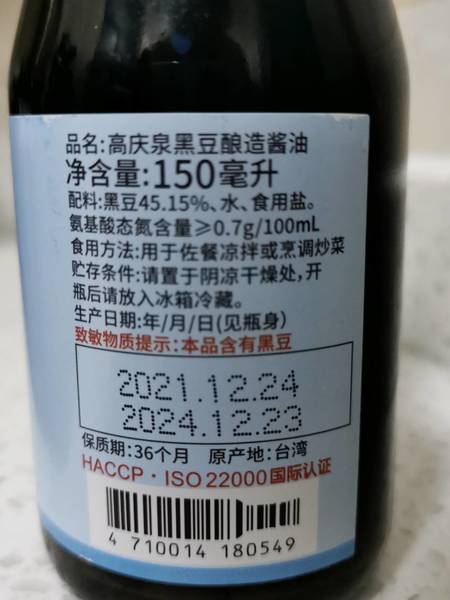 品名:高庆泉黑豆酿造酱油
净含量:150毫升
配料:黑豆45.15%、水、食用盐。
氨基酸态氮含量≥0.7g/100mL
食用方法:用于佐餐凉拌或烹调炒菜
贮存条件:请置于阴凉干燥处,开
瓶后请放入冰箱冷藏。
生产日期:年/月/日(见瓶身)
致敏物质提示:本品含有黑豆
2021.12.24
2024.12.23
保质期:36个月 原产地:台湾
HACCP·ISO22000国际认证
4 710014 180549